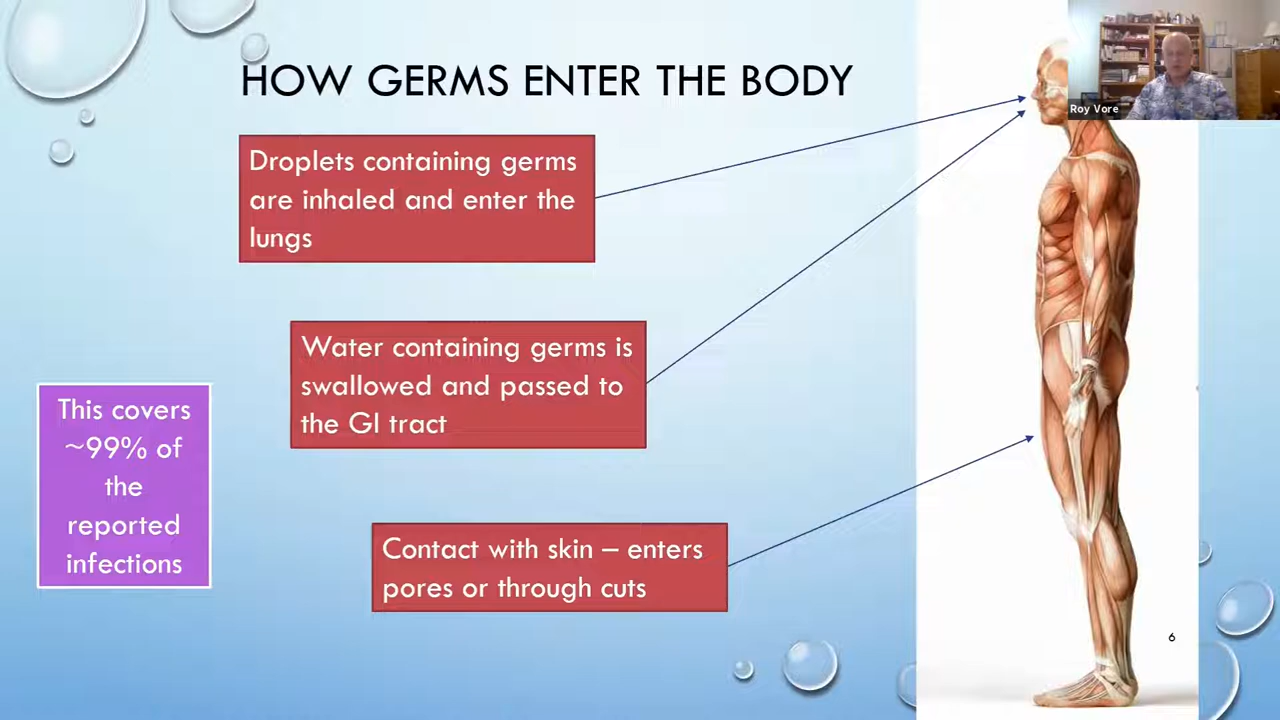 HOW GERMS ENTER THE BODY
Roy Vore
Droplets containing germs
are inhaled and enter the
lungs
Water containing germs is
swallowed and passed to
the GI tract
This covers
~99% of
the
reported
infections
Contact with skin – enters
pores or through cuts
6